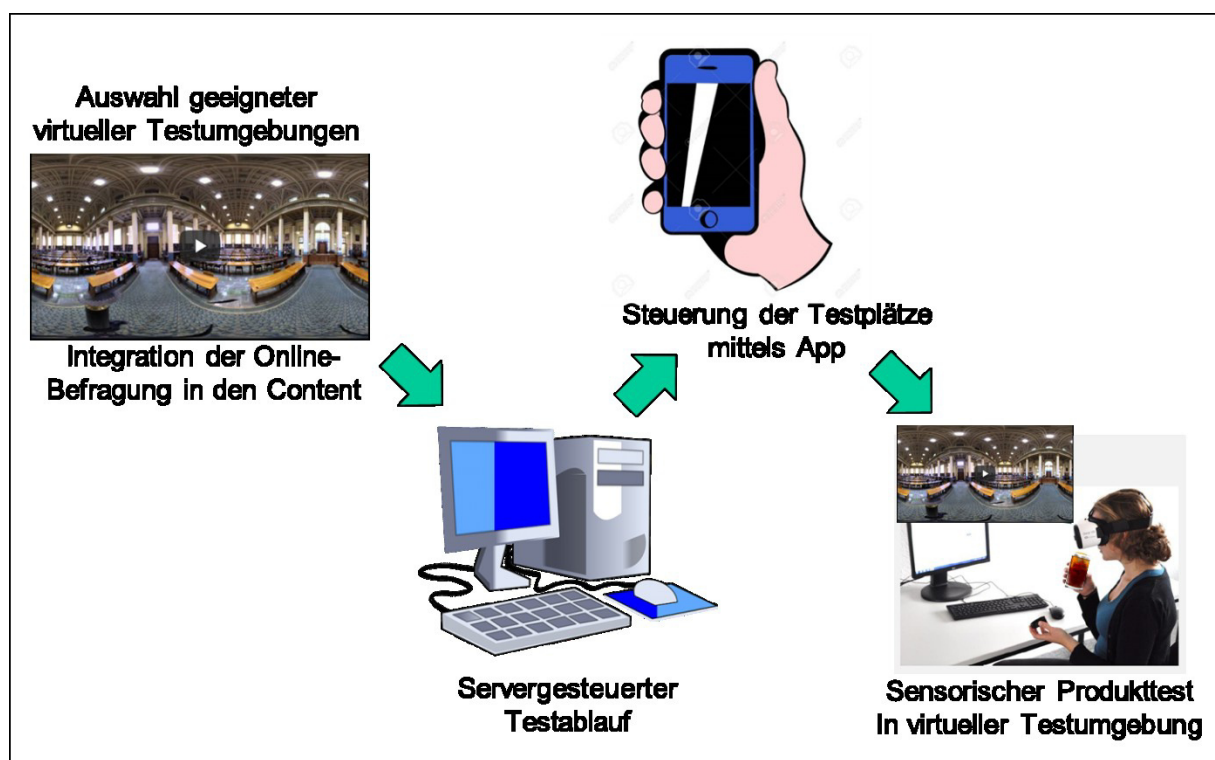 Auswahl geeigneter
virtueller Testumgebungen
Integration der Online-
Befragung in den Content
Steuerung der Testplätze
mittels App
Servergesteuerter
Testablauf
Sensorischer Produkttest
In virtueller Testumgebung